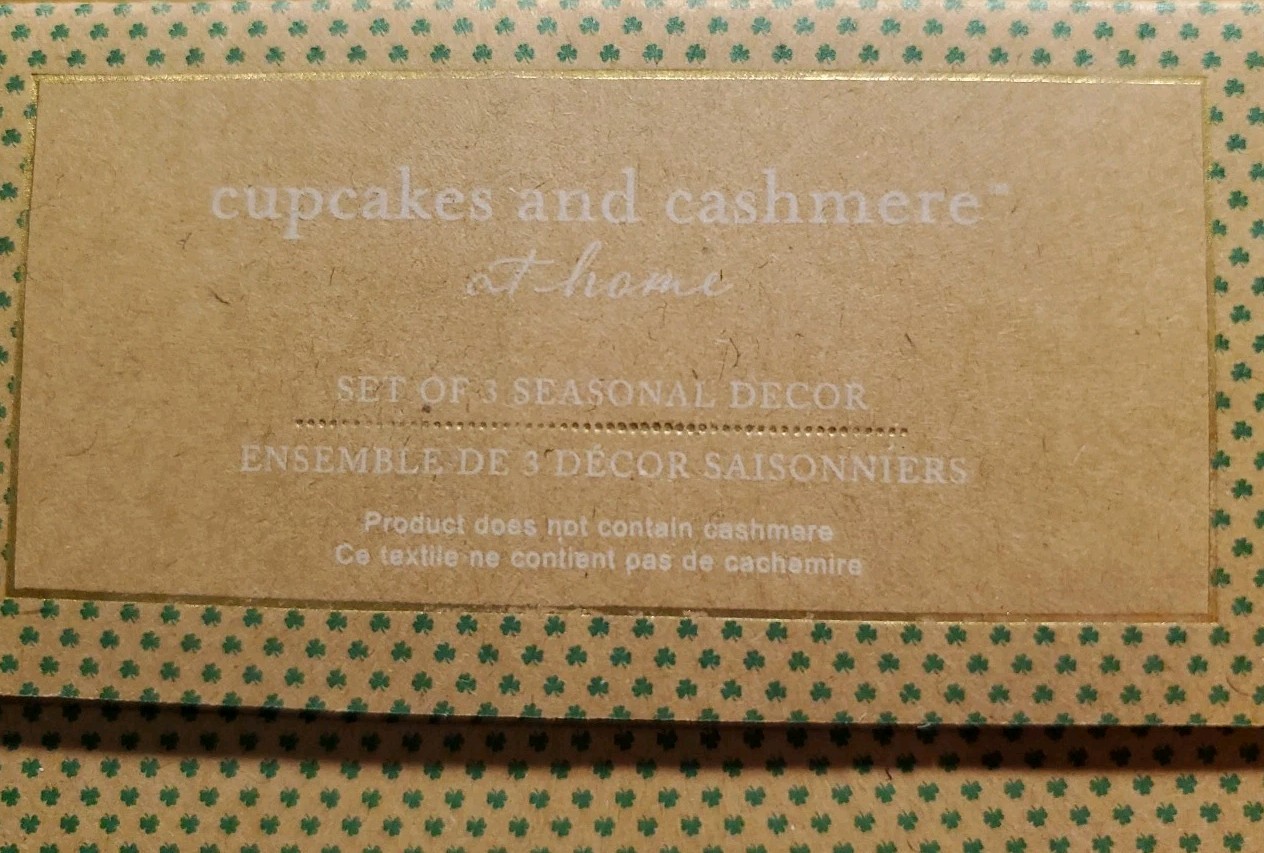 cupcakes and cashmere™
at home
SET OF 3 SEASONAL DECOR
ENSEMBLE DE 3 DÉCOR SAISONNIERS
Product does not contain cashmere
Ce textile ne contient pas de cachemire